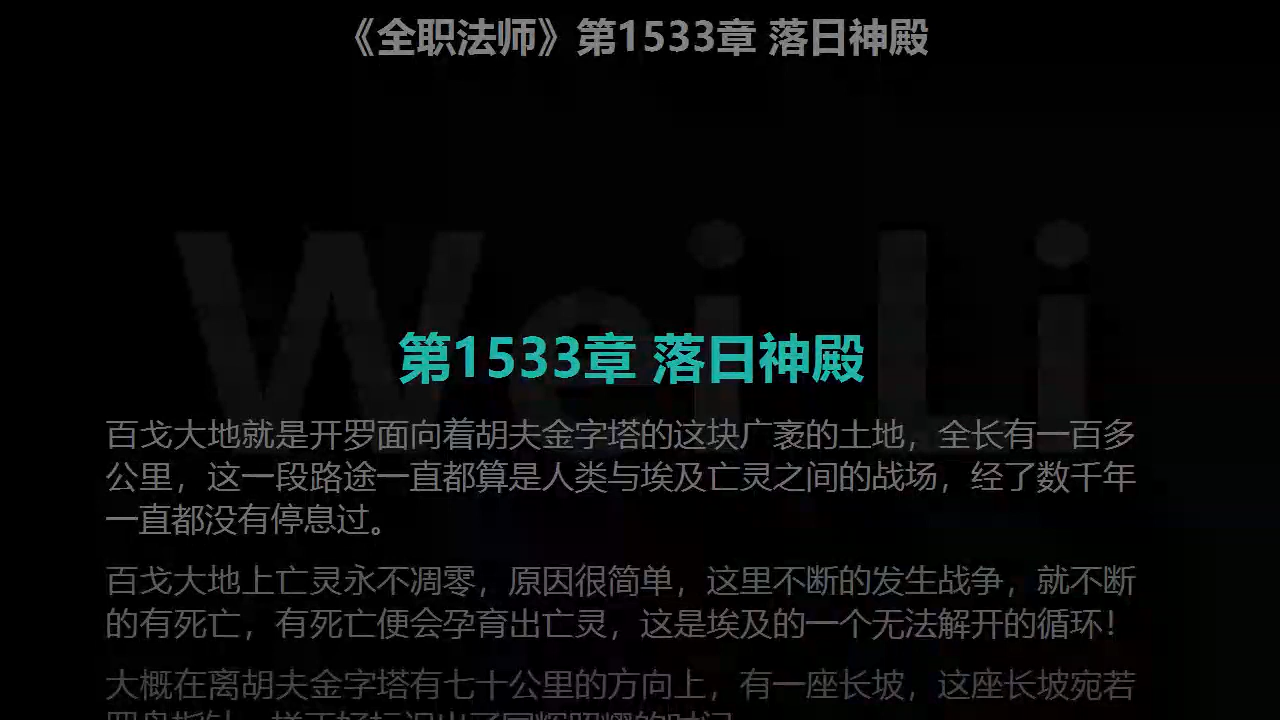 《全职法师》第1533章 落日神殿
Wei Li
第1533章 落日神殿
百戈大地就是开罗面向着胡夫金字塔的这块广袤的土地，全长有一百多
公里，这一段路途一直都算是人类与埃及亡灵之间的战场，经了数千年
一直都没有停息过。
百戈大地上亡灵永不凋零，原因很简单，这里不断的发生战争，就不断
的有死亡，有死亡便会孕育出亡灵，这是埃及的一个无法解开的循环！
大概在离胡夫金字塔有七十公里的方向上，有一座长坡，这座长坡宛若